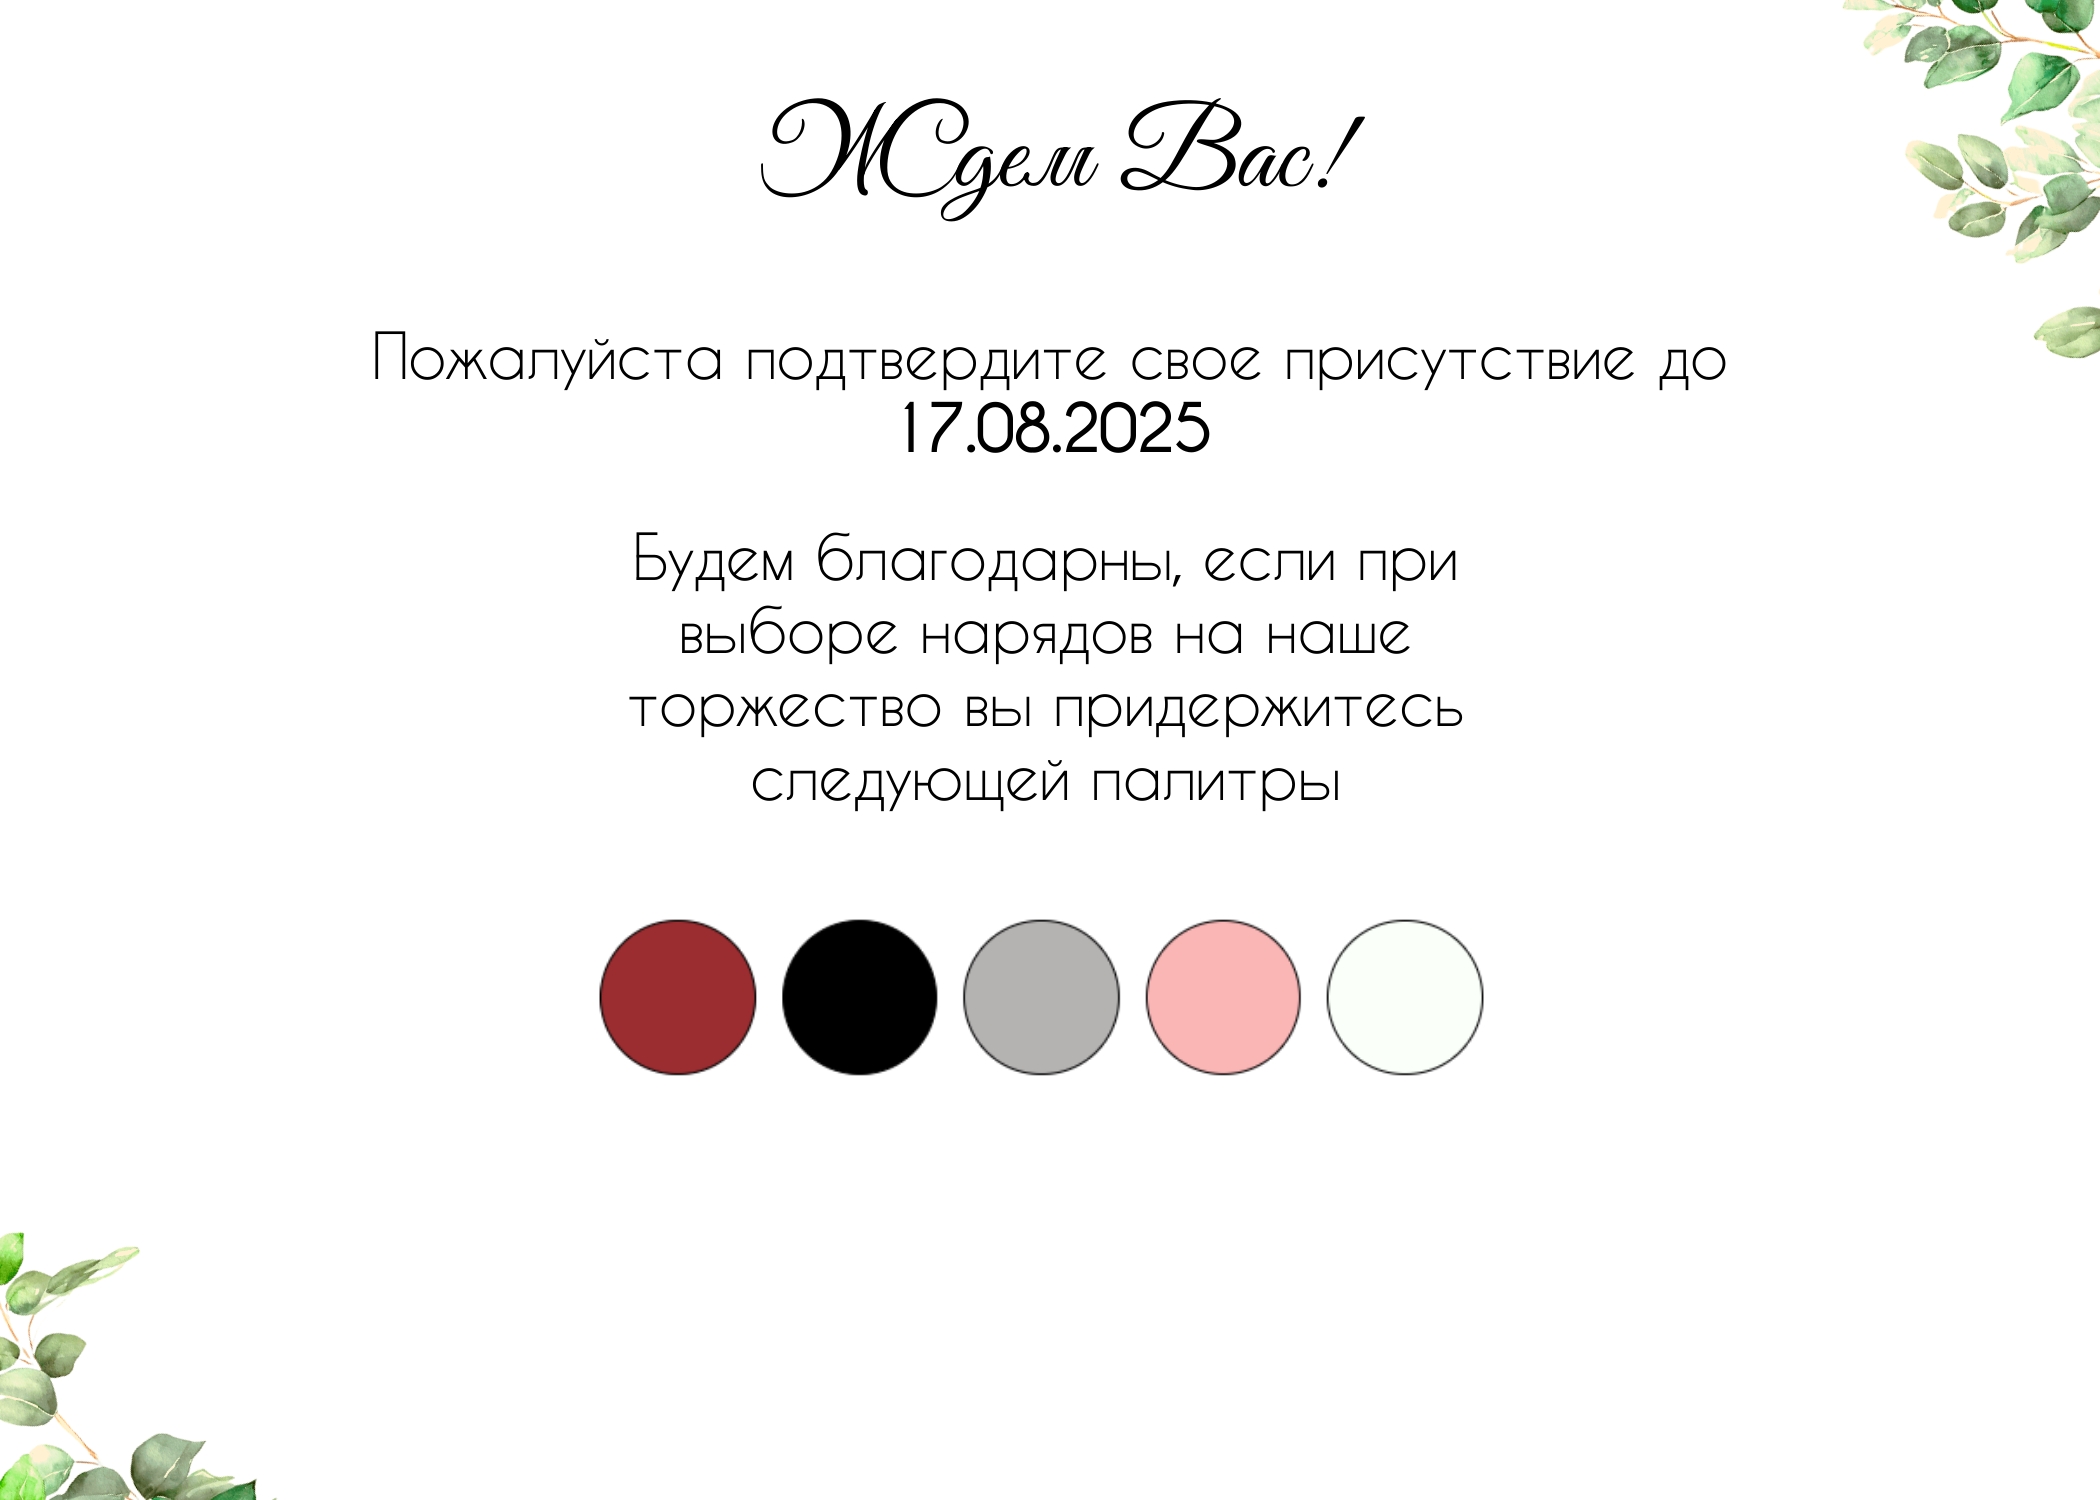 Ждем Вас!
Пожалуйста подтвердите свое присутствие до
17.08.2025
Будем благодарны, если при
выборе нарядов на наше
торжество вы придержитесь
следующей палитры